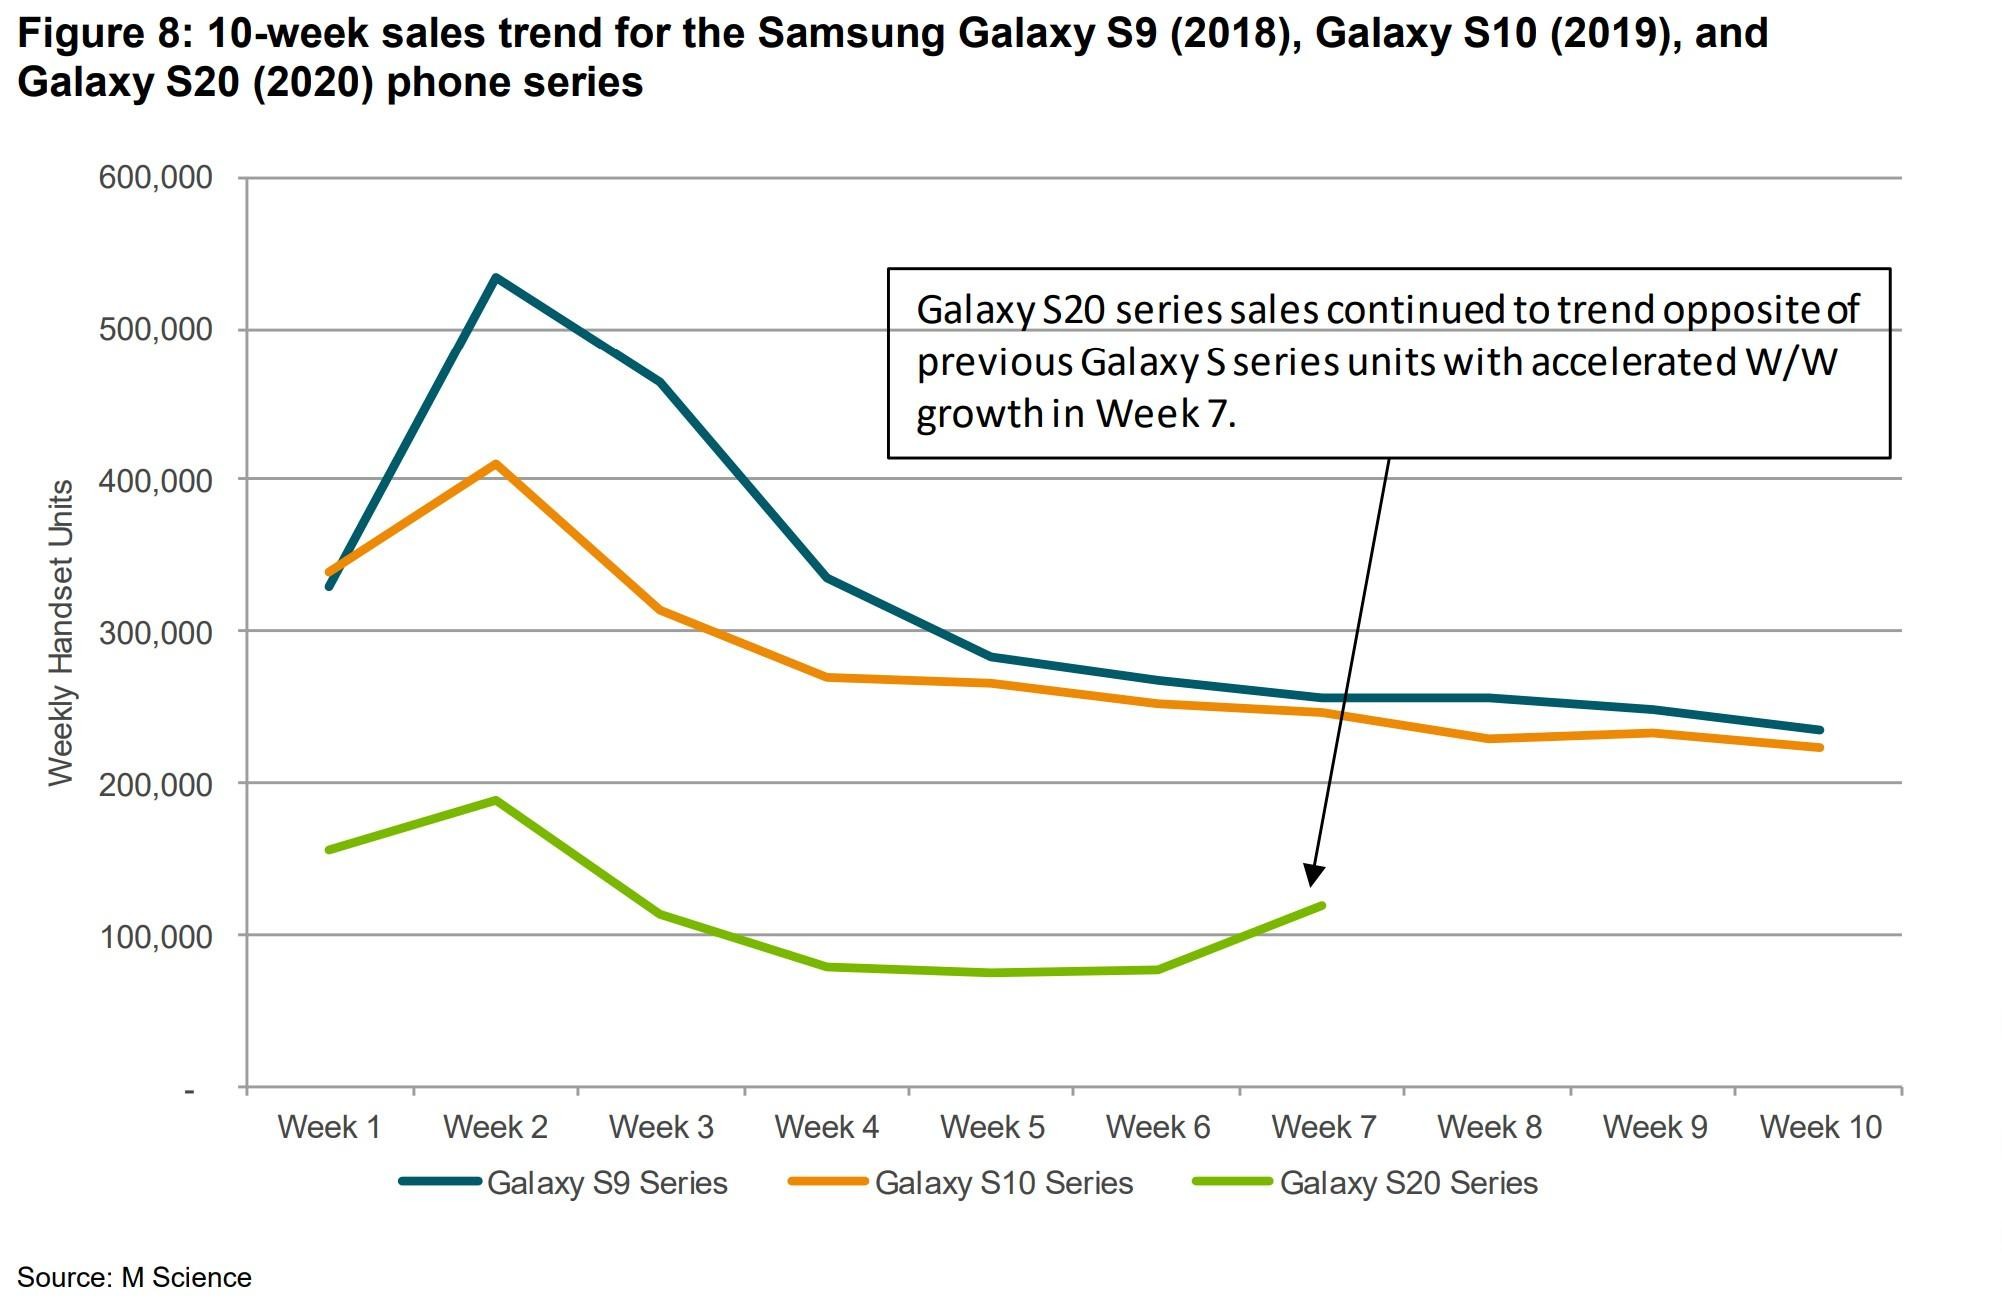 Figure 8: 10-week sales trend for the Samsung Galaxy S9 (2018), Galaxy S10 (2019), and
Galaxy S20 (2020) phone series
600,000
500,000
400,000
300,000
200,000
100,000
-
Weekly Handset Units
Galaxy S20 series sales continued to trend opposite of
previous Galaxy S series units with accelerated W/W
growth in Week 7.
Week 1 Week 2 Week 3 Week 4 Week 5 Week 6 Week 7 Week 8 Week 9 Week 10
Galaxy S9 Series Galaxy S10 Series Galaxy S20 Series
Source: M Science